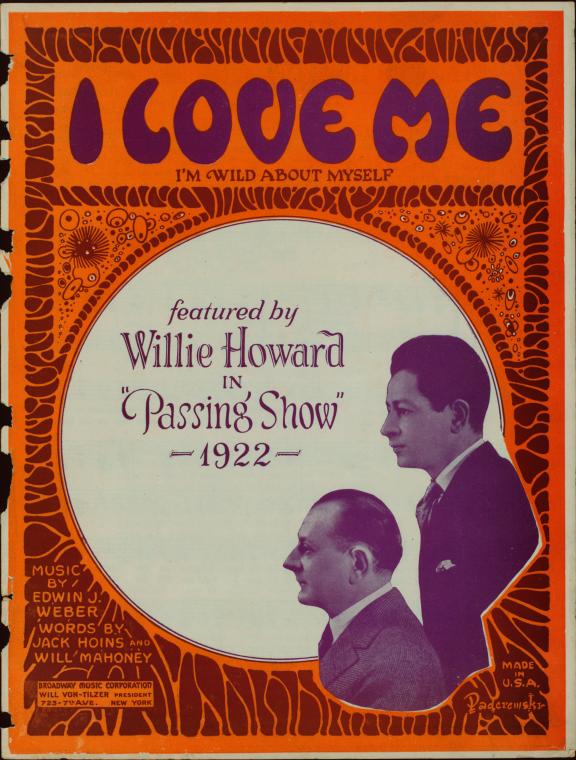 I LOVE ME
I'M WILD ABOUT MYSELF
featured by
Willie Howard
IN
"Passing Show"
-1922-
MUSIC
BY
EDWIN J.
WEBER
WORDS BY
JACK HOINS AND
WILL MAHONEY
BROADWAY MUSIC CORPORATION
WILL VON-TILZER PRESIDENT
723-7TH AVE. NEW YORK
MADE
IN
U.S.A.
Paderewski-